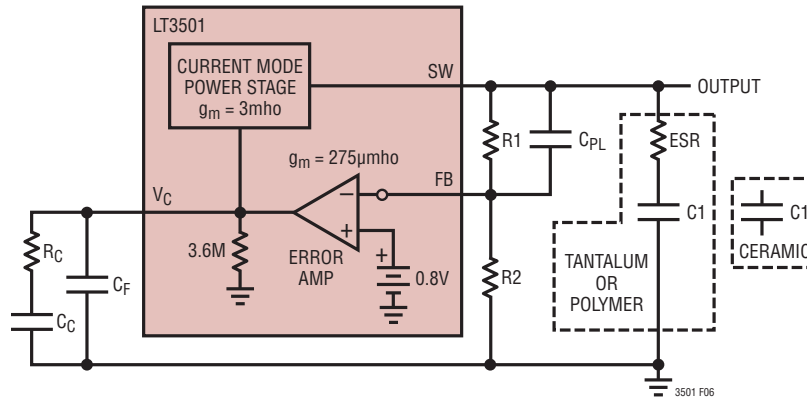 LT3501
CURRENT MODE
POWER STAGE
gm = 3mho
SW
OUTPUT
R1
CPL
ESR
gm = 275µmho
FB
VC
–
+
C1
C1
CERAMIC
RC
CF
3.6M
ERROR
AMP
+
0.8V
R2
TANTALUM
OR
POLYMER
CC
3501 F06